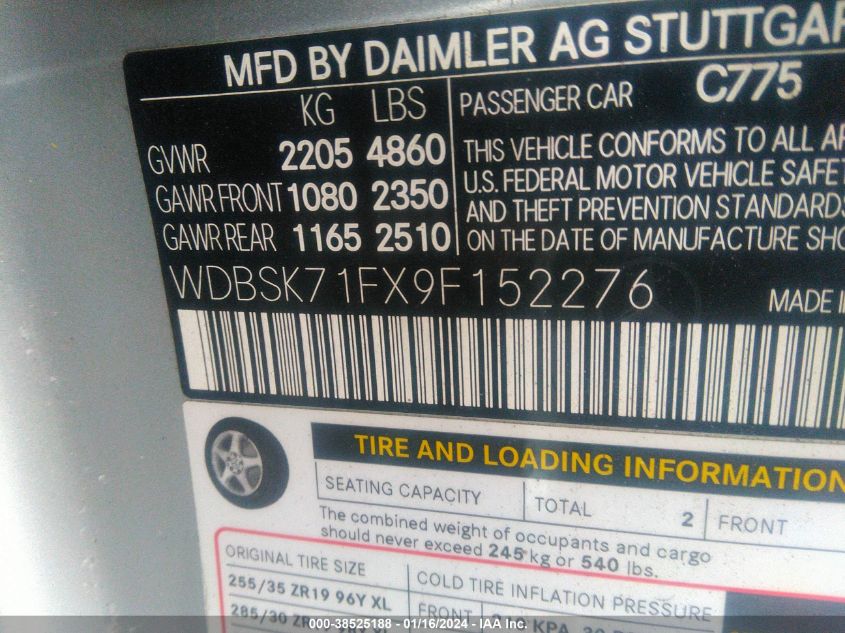 MFD BY DAIMLER AG STUTTGAR
KG LBS
GVWR 2205 4860
GAWR FRONT 1080 2350
GAWR REAR 1165 2510
PASSENGER CAR C775
THIS VEHICLE CONFORMS TO ALL AP
U.S. FEDERAL MOTOR VEHICLE SAFET
AND THEFT PREVENTION STANDARDS
ON THE DATE OF MANUFACTURE SHO
WDBSK71FX9F152276
MADE IN
TIRE AND LOADING INFORMATION
SEATING CAPACITY TOTAL 2 FRONT
The combined weight of occupants and cargo
should never exceed 245 kg or 540 lbs.
ORIGINAL TIRE SIZE
255/35 ZR19 96Y XL
285/30
COLD TIRE INFLATION PRESSURE
FRONT KPA,
000-38525188 - 01/16/2024 - IAA Inc.